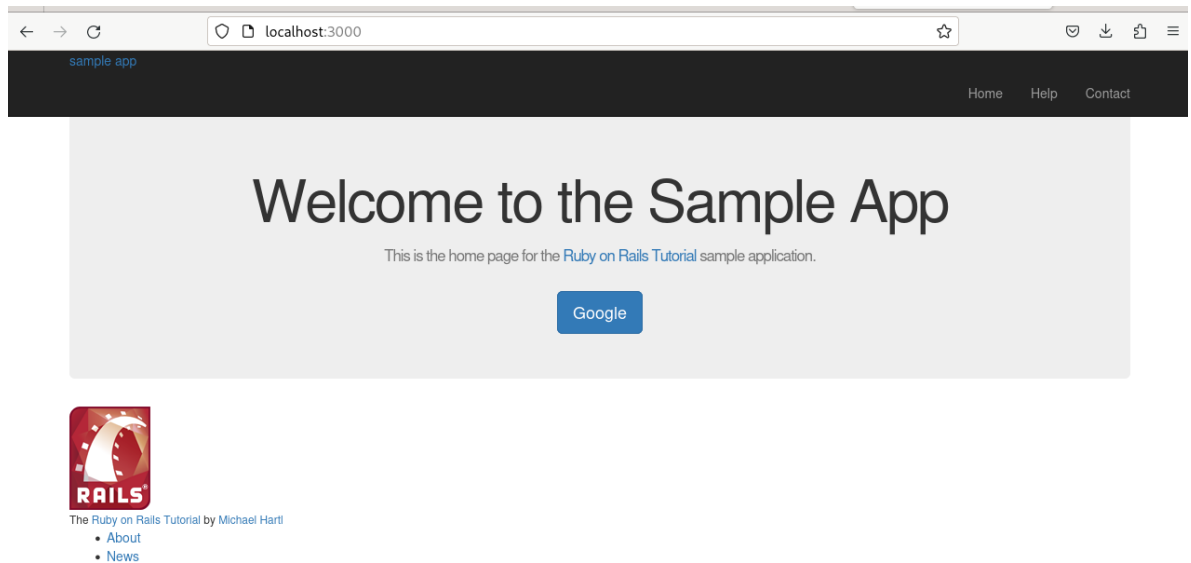 localhost:3000
sample app
Home Help Contact
Welcome to the Sample App
This is the home page for the Ruby on Rails Tutorial sample application.
Google
RAILS®
The Ruby on Rails Tutorial by Michael Hartl
• About
• News